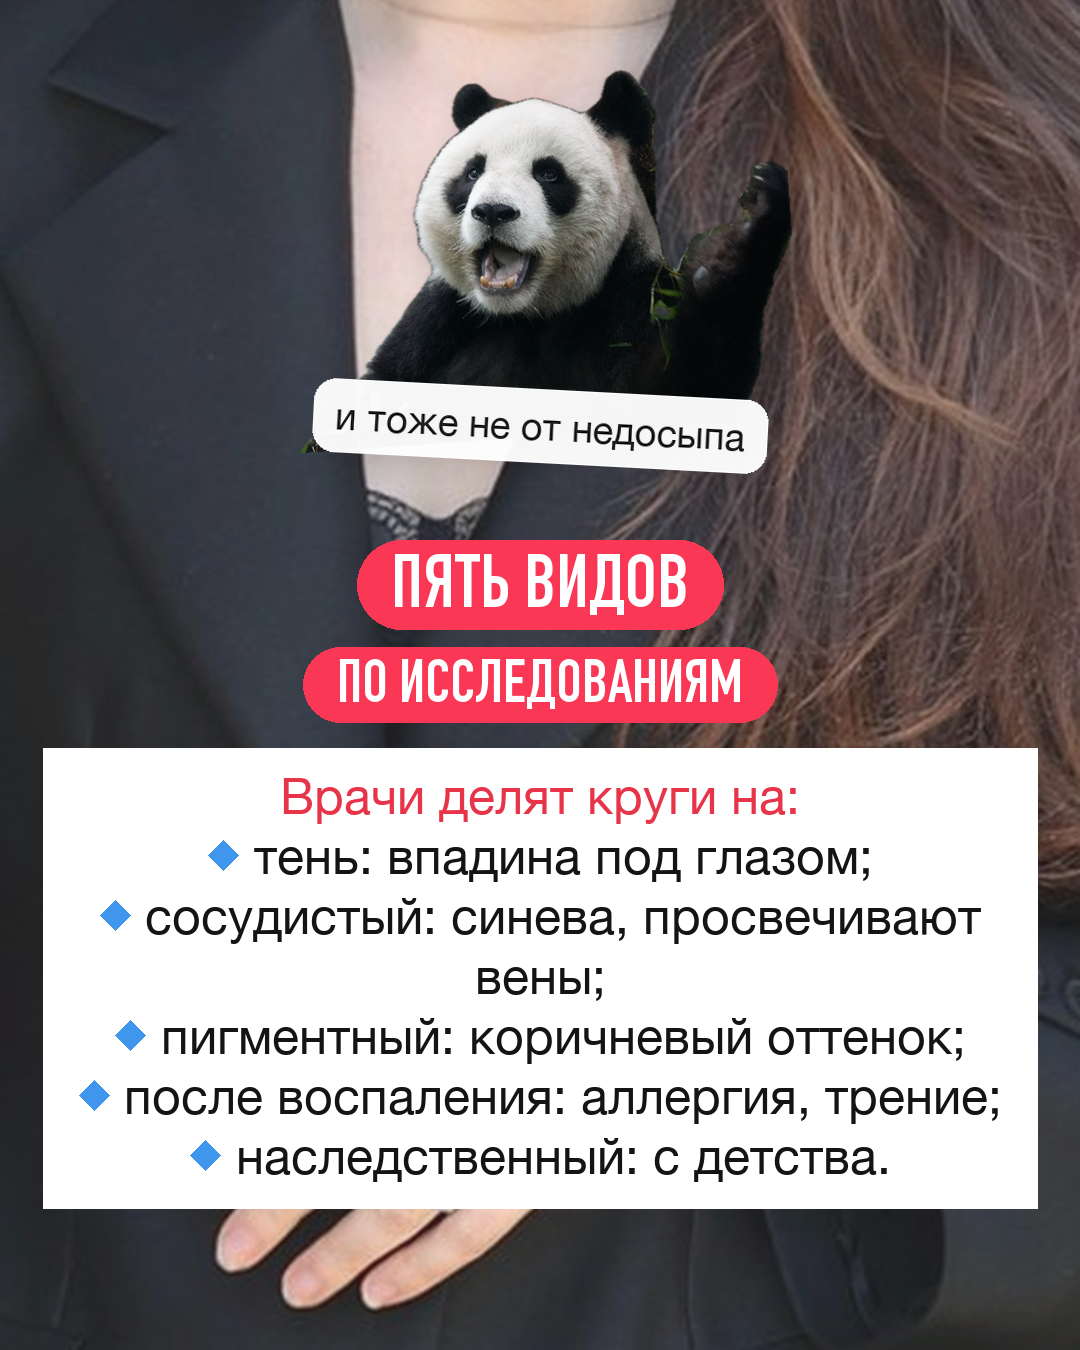 и тоже не от недосыпа
ПЯТЬ ВИДОВ
ПО ИССЛЕДОВАНИЯМ
Врачи делят круги на:
🔹 тень: впадина под глазом;
🔹 сосудистый: синева, просвечивают
вены;
🔹 пигментный: коричневый оттенок;
🔹 после воспаления: аллергия, трение;
🔹 наследственный: с детства.